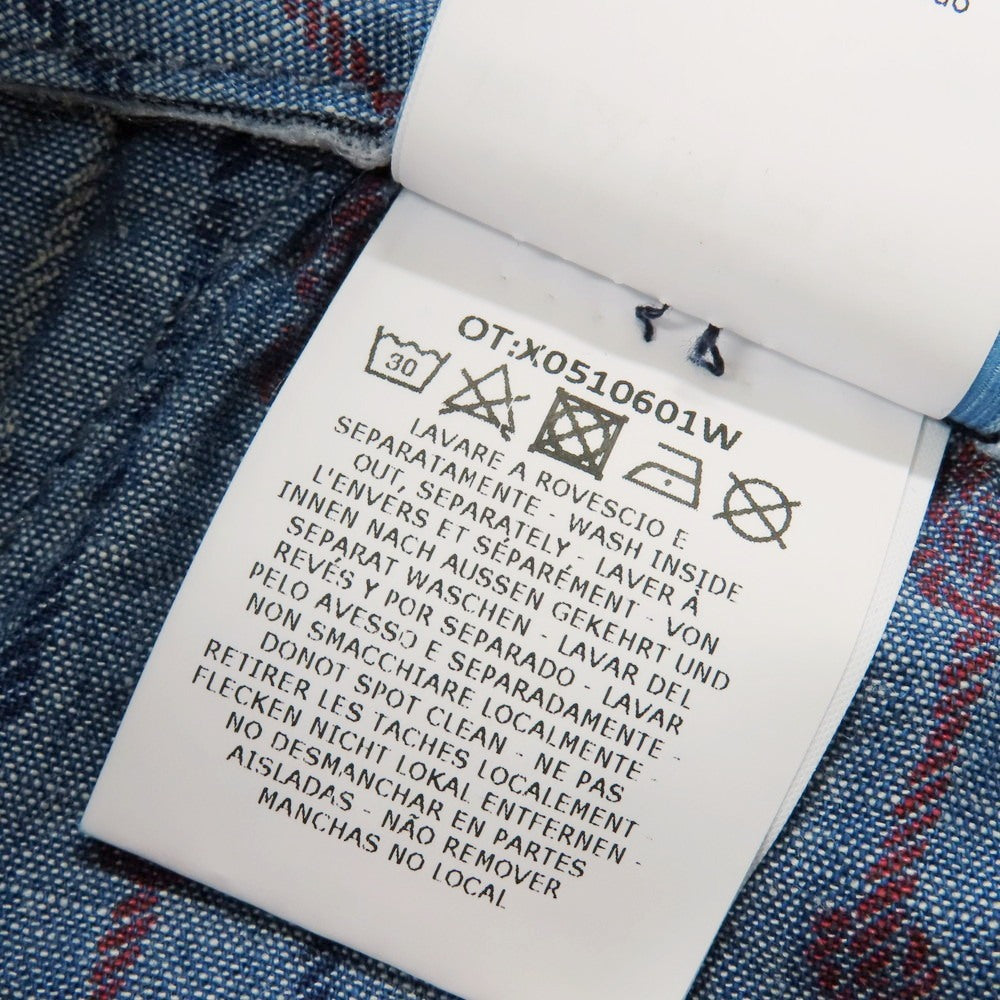 OT:X0510601W
30
LAVARE A ROVESCIO E
SEPARATAMENTE - WASH INSIDE
OUT, SEPARATELY - LAVER À
L'ENVERS ET SÉPARÉMENT - VON
INNEN NACH AUSSEN GEKEHRT UND
SEPARAT WASCHEN - LAVAR DEL
REVÉS Y POR SEPARADO - LAVAR
PELO AVESSO E SEPARADAMENTE -
NON SMACCHIARE LOCALMENTE -
DONOT SPOT CLEAN - NE PAS
RETIRER LES TACHES LOCALEMENT -
FLECKEN NICHT LOKAL ENTFERNEN -
NO DESMANCHAR EN PARTES
AISLADAS - NÃO REMOVER
MANCHAS NO LOCAL